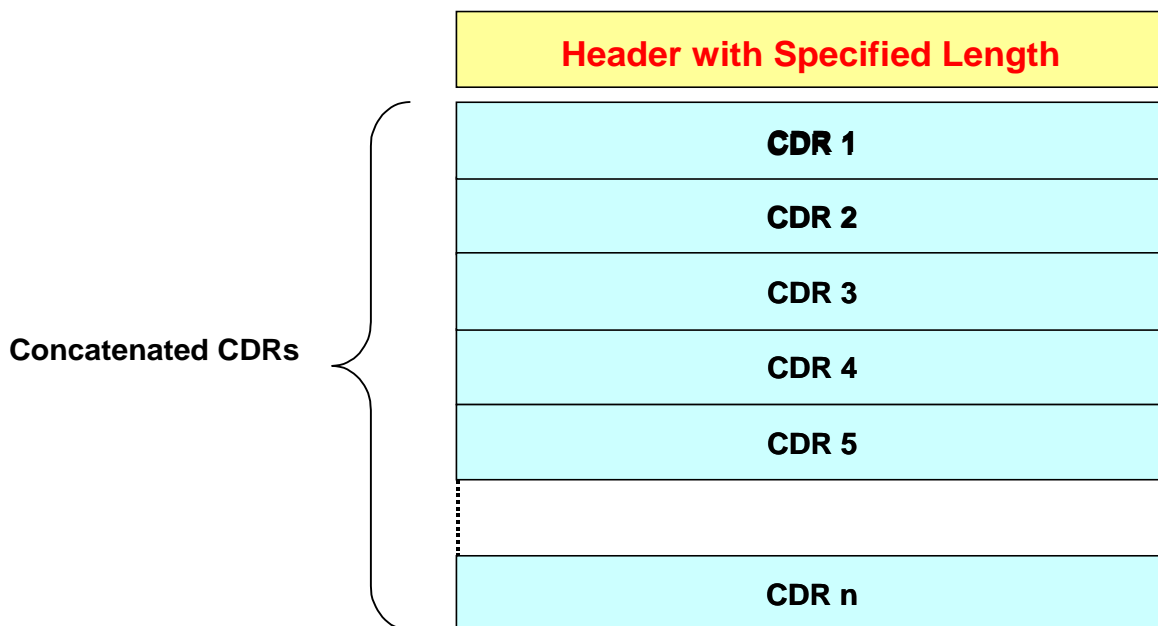 Header with Specified Length
CDR 1
CDR 2
CDR 3
Concatenated CDRs
CDR 4
CDR 5
CDR n